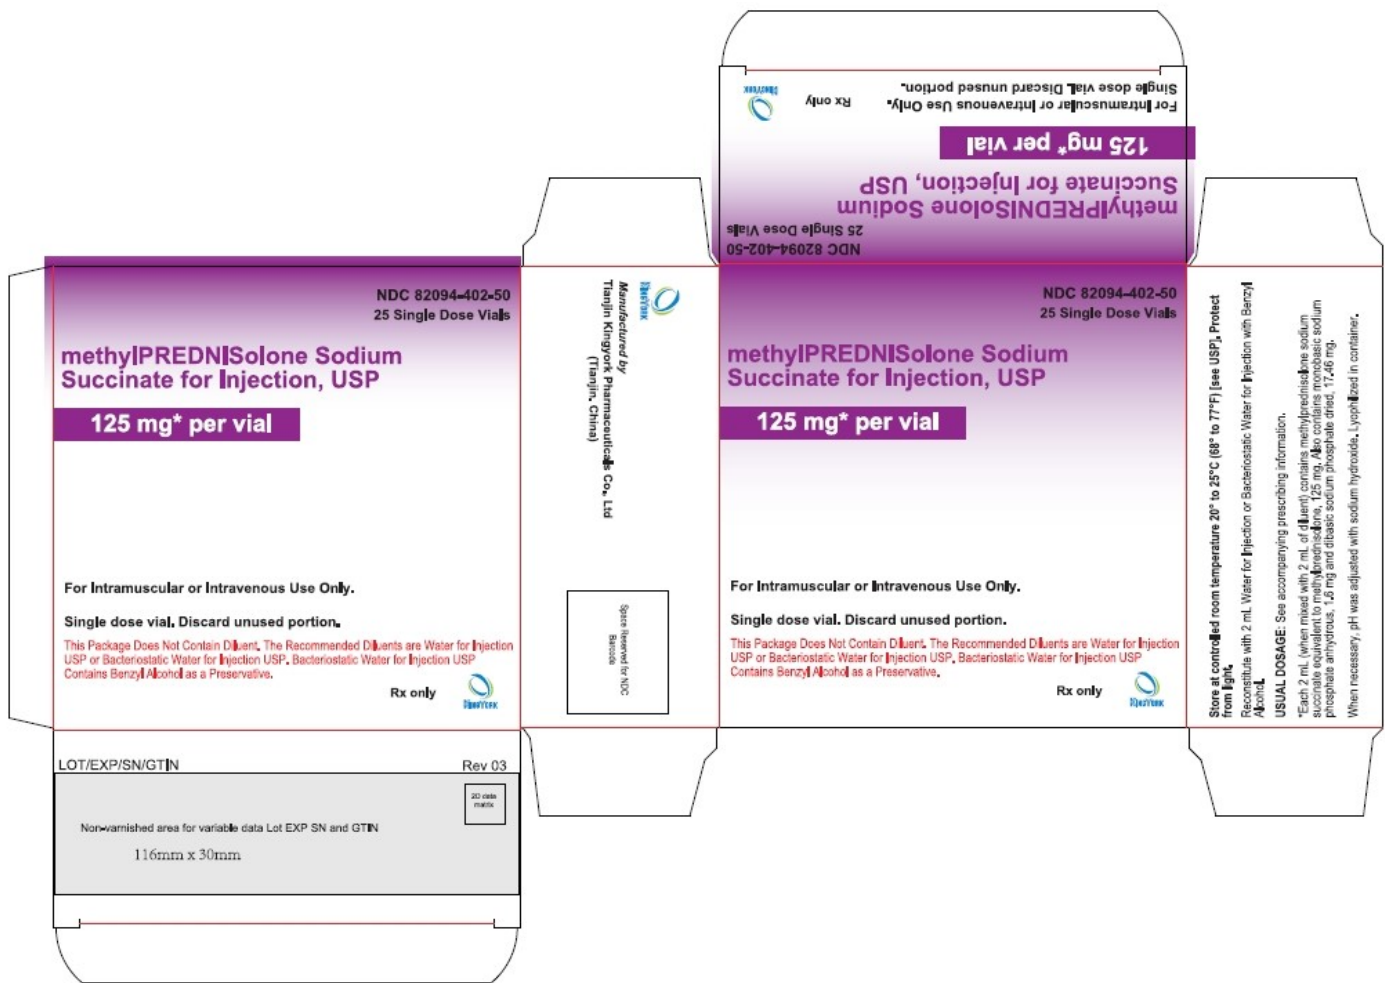 For Intramuscular or Intravenous Use Only.
Single dose vial. Discard unused portion.
Rx only
KINGYORK
125 mg* per vial
methylPREDNISolone Sodium
Succinate for Injection, USP
25 Single Dose Vials
NDC 82094-402-50
NDC 82094-402-50
25 Single Dose Vials
methylPREDNISolone Sodium
Succinate for Injection, USP
125 mg* per vial
For Intramuscular or Intravenous Use Only.
Single dose vial. Discard unused portion.
This Package Does Not Contain Diluent. The Recommended Diluents are Water for Injection
USP or Bacteriostatic Water for Injection USP. Bacteriostatic Water for Injection USP
Contains Benzyl Alcohol as a Preservative.
Rx only
KINGYORK
KINGYORK
Manufactured by
Tianjin Kingyork Pharmaceuticals Co., Ltd
(Tianjin, China)
Space Reserved for NDC
Barcode
NDC 82094-402-50
25 Single Dose Vials
methylPREDNISolone Sodium
Succinate for Injection, USP
125 mg* per vial
For Intramuscular or Intravenous Use Only.
Single dose vial. Discard unused portion.
This Package Does Not Contain Diluent. The Recommended Diluents are Water for Injection
USP or Bacteriostatic Water for Injection USP. Bacteriostatic Water for Injection USP
Contains Benzyl Alcohol as a Preservative.
Rx only
KINGYORK
Store at controlled room temperature 20° to 25°C (68° to 77°F) [see USP]. Protect
from light.
Reconstitute with 2 mL Water for Injection or Bacteriostatic Water for Injection with Benzyl
Alcohol.
USUAL DOSAGE: See accompanying prescribing information.
*Each 2 mL (when mixed with 2 mL of diluent) contains methylprednisolone sodium
succinate equivalent to methylprednisolone, 125 mg. Also contains monobasic sodium
phosphate anhydrous, 1.6 mg and dibasic sodium phosphate dried, 17.46 mg.
When necessary, pH was adjusted with sodium hydroxide. Lyophilized in container.
LOT/EXP/SN/GTIN
Rev 03
2D data
matrix
Non-varnished area for variable data Lot EXP SN and GTIN
116mm x 30mm